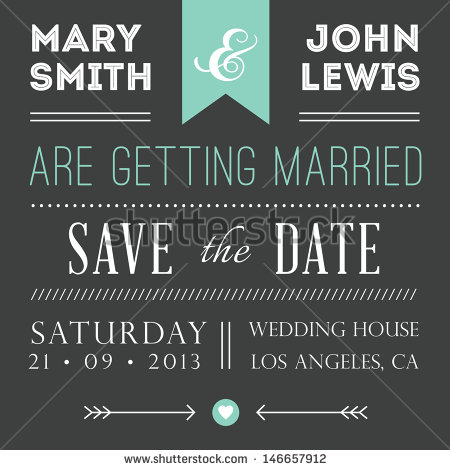 MARY SMITH
&
JOHN LEWIS
ARE GETTING MARRIED
SAVE the DATE
SATURDAY
21 • 09 • 2013
WEDDING HOUSE
LOS ANGELES, CA
shutterstock
www.shutterstock.com · 146657912